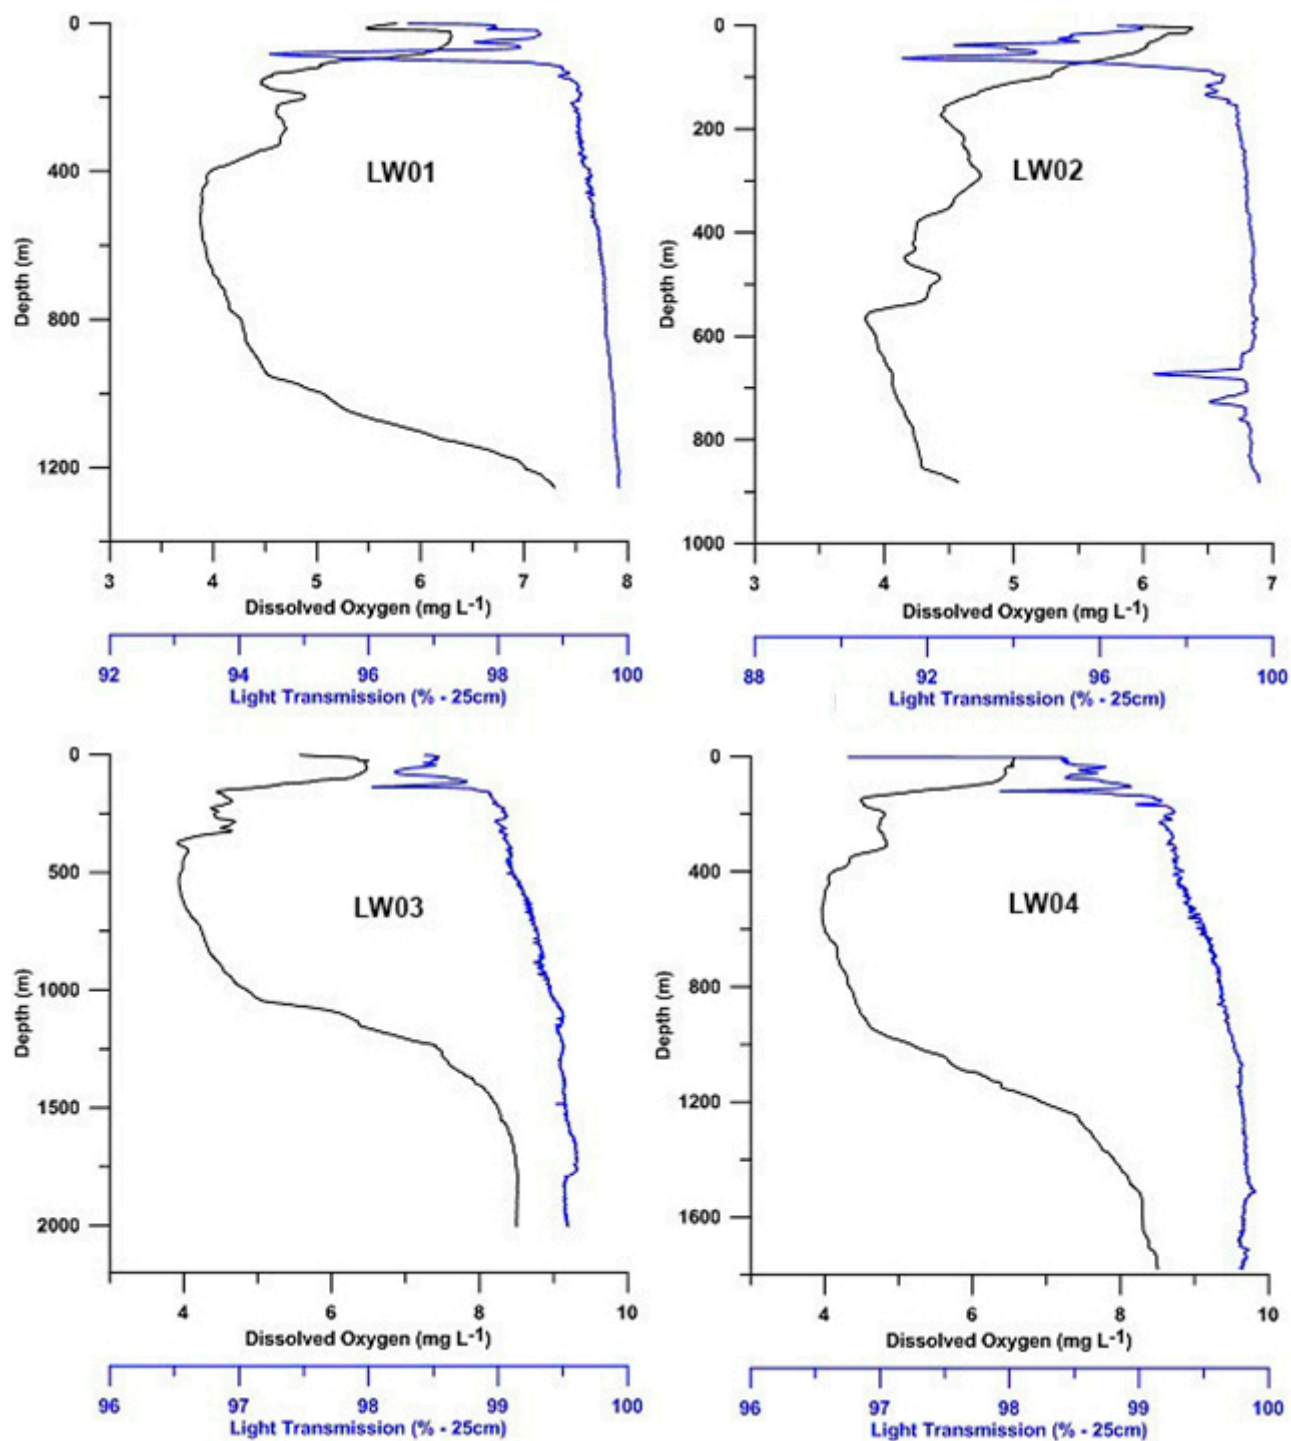 0
400
800
1200
Depth (m)
LW01
3 4 5 6 7 8
Dissolved Oxygen (mg L-1)
92 94 96 98 100
Light Transmission (% - 25cm)
0
200
400
600
800
1000
Depth (m)
LW02
3 4 5 6 7
Dissolved Oxygen (mg L-1)
88 92 96 100
Light Transmission (% - 25cm)
0
500
1000
1500
2000
Depth (m)
LW03
4 6 8 10
Dissolved Oxygen (mg L-1)
96 97 98 99 100
Light Transmission (% - 25cm)
0
400
800
1200
1600
Depth (m)
LW04
4 6 8 10
Dissolved Oxygen (mg L-1)
96 97 98 99 100
Light Transmission (% - 25cm)